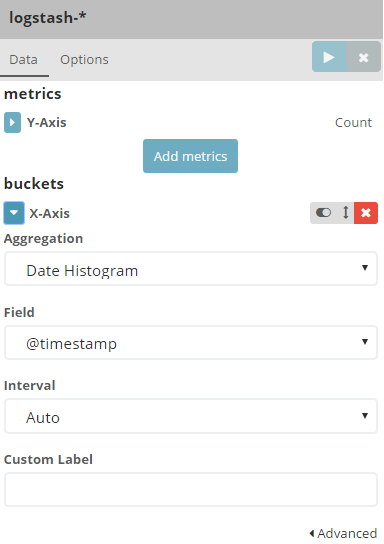 logstash-*
Data Options
metrics
Y-Axis Count
Add metrics
buckets
X-Axis
Aggregation
Date Histogram
Field
@timestamp
Interval
Auto
Custom Label
Advanced